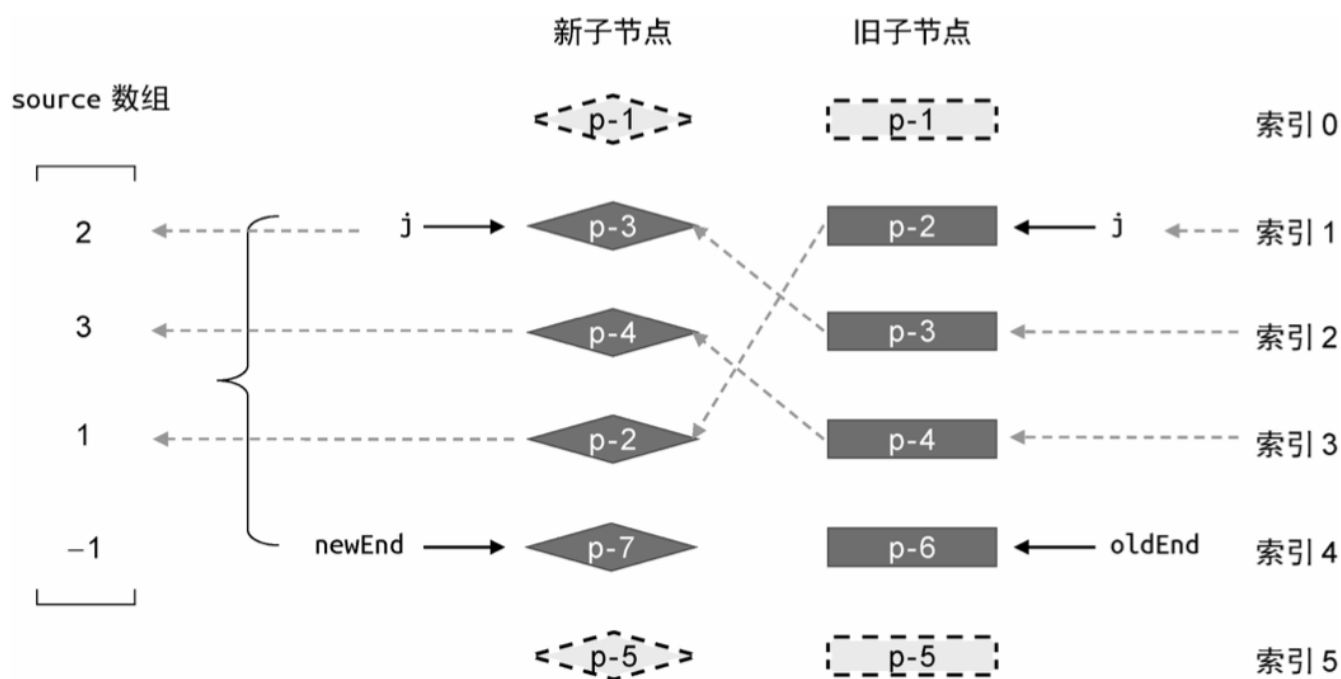 新子节点 旧子节点
source 数组
p-1 p-1 索引 0
2 j p-3 p-2 j 索引 1
3 p-4 p-3 索引 2
1 p-2 p-4 索引 3
−1 newEnd p-7 p-6 oldEnd 索引 4
p-5 p-5 索引 5